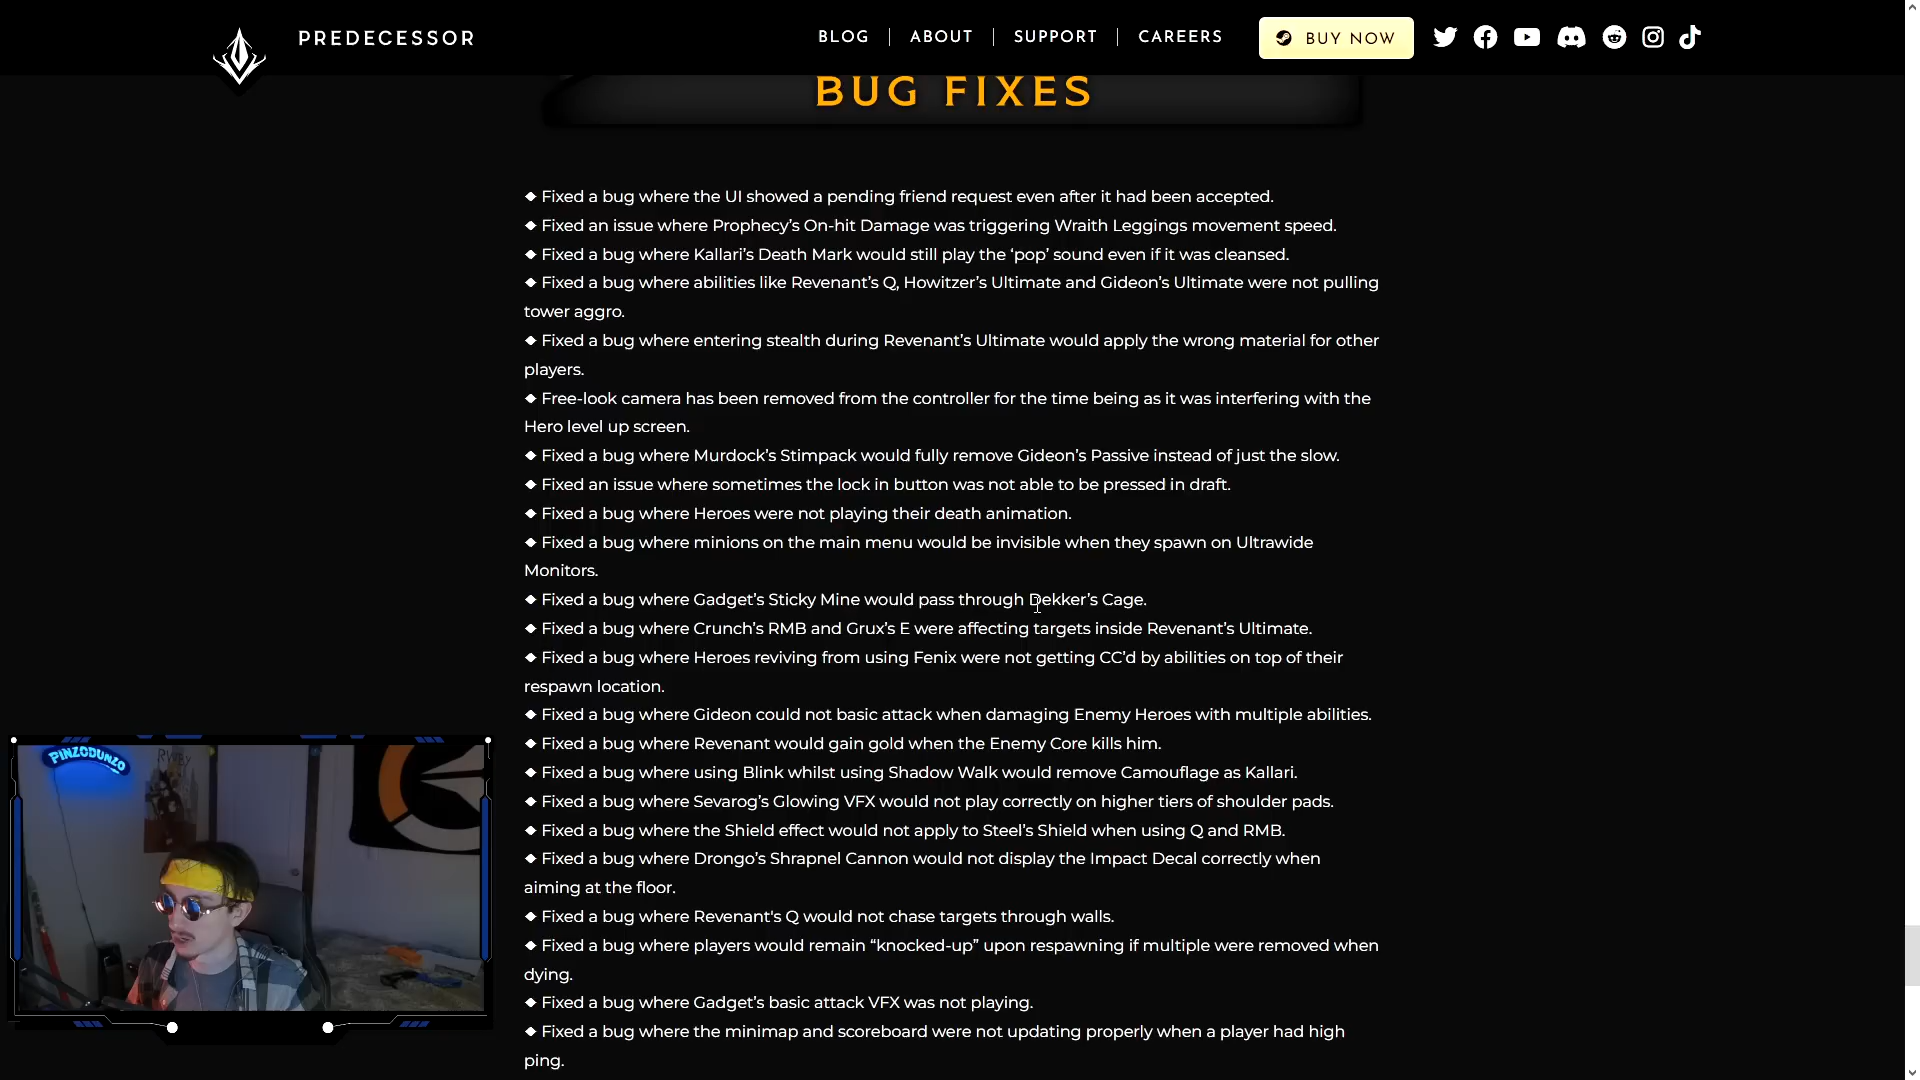 PREDECESSOR
BLOG
ABOUT
SUPPORT
CAREERS
BUY NOW
BUG FIXES
◆ Fixed a bug where the UI showed a pending friend request even after it had been accepted.
◆ Fixed an issue where Prophecy’s On-hit Damage was triggering Wraith Leggings movement speed.
◆ Fixed a bug where Kallari’s Death Mark would still play the ‘pop’ sound even if it was cleansed.
◆ Fixed a bug where abilities like Revenant’s Q, Howitzer’s Ultimate and Gideon’s Ultimate were not pulling
tower aggro.
◆ Fixed a bug where entering stealth during Revenant’s Ultimate would apply the wrong material for other
players.
◆ Free-look camera has been removed from the controller for the time being as it was interfering with the
Hero level up screen.
◆ Fixed a bug where Murdock’s Stimpack would fully remove Gideon’s Passive instead of just the slow.
◆ Fixed an issue where sometimes the lock in button was not able to be pressed in draft.
◆ Fixed a bug where Heroes were not playing their death animation.
◆ Fixed a bug where minions on the main menu would be invisible when they spawn on Ultrawide
Monitors.
◆ Fixed a bug where Gadget’s Sticky Mine would pass through Dekker’s Cage.
◆ Fixed a bug where Crunch’s RMB and Grux’s E were affecting targets inside Revenant’s Ultimate.
◆ Fixed a bug where Heroes reviving from using Fenix were not getting CC’d by abilities on top of their
respawn location.
◆ Fixed a bug where Gideon could not basic attack when damaging Enemy Heroes with multiple abilities.
◆ Fixed a bug where Revenant would gain gold when the Enemy Core kills him.
◆ Fixed a bug where using Blink whilst using Shadow Walk would remove Camouflage as Kallari.
◆ Fixed a bug where Sevarog’s Glowing VFX would not play correctly on higher tiers of shoulder pads.
◆ Fixed a bug where the Shield effect would not apply to Steel’s Shield when using Q and RMB.
◆ Fixed a bug where Drongo’s Shrapnel Cannon would not display the Impact Decal correctly when
aiming at the floor.
◆ Fixed a bug where Revenant's Q would not chase targets through walls.
◆ Fixed a bug where players would remain “knocked-up” upon respawning if multiple were removed when
dying.
◆ Fixed a bug where Gadget’s basic attack VFX was not playing.
◆ Fixed a bug where the minimap and scoreboard were not updating properly when a player had high
ping.
PINZODUNZO
RWBY